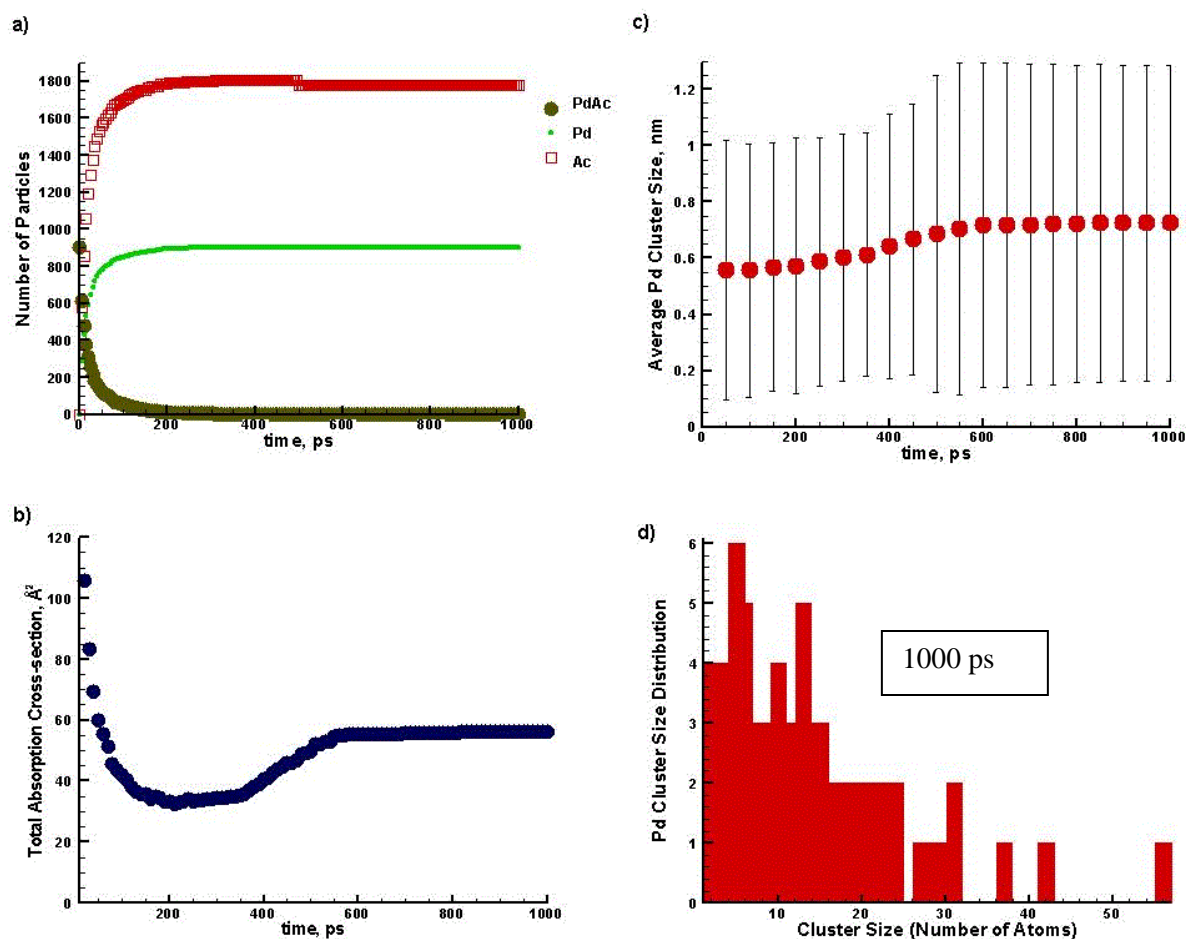 a)
Number of Particles
1800
1600
1400
1200
1000
800
600
400
200
0
0 200 400 600 800 1000
time, ps
PdAc
Pd
Ac
c)
Average Pd Cluster Size, nm
1.2
1
0.8
0.6
0.4
0.2
0
0 200 400 600 800 1000
time, ps
b)
Total Absorption Cross-section, Å²
120
100
80
60
40
20
0
200 400 600 800 1000
time, ps
d)
Pd Cluster Size Distribution
6
5
4
3
2
1
0
10 20 30 40 50
Cluster Size (Number of Atoms)
1000 ps